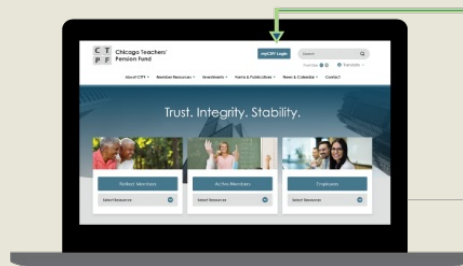 C T
P F
Chicago Teachers'
Pension Fund
myCTPF Login
Search
Translate
About CTPF
Member Resources
Investments
Forms & Publications
News & Calendar
Contact
Trust. Integrity. Stability.
Retired Members
Active Members
Employers
Select Resource
Select Resource
Select Resource